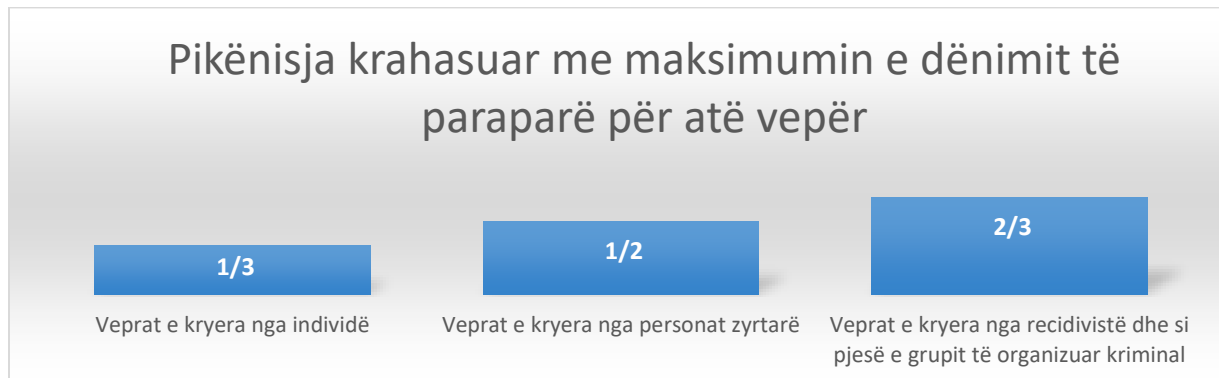 Pikënisja krahasuar me maksimumin e dënimit të
paraparë për atë vepër
1/3
1/2
2/3
Veprat e kryera nga individë
Veprat e kryera nga personat zyrtarë
Veprat e kryera nga recidivistë dhe si
pjesë e grupit të organizuar kriminal